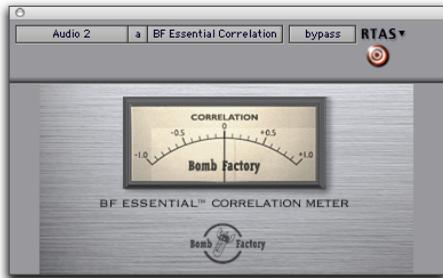 Audio 2 a BF Essential Correlation bypass RTAS
CORRELATION
-1.0 -0.5 0 +0.5 +1.0
Bomb Factory
BF ESSENTIAL™ CORRELATION METER
Bomb Factory